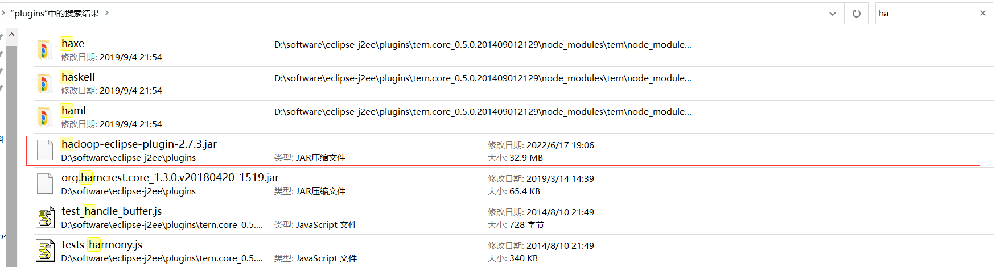 "plugins"中的搜索结果
ha
haxe
D:\software\eclipse-j2ee\plugins\tern.core_0.5.0.201409012129\node_modules\tern\node_module...
修改日期: 2019/9/4 21:54
haskell
D:\software\eclipse-j2ee\plugins\tern.core_0.5.0.201409012129\node_modules\tern\node_module...
修改日期: 2019/9/4 21:54
haml
D:\software\eclipse-j2ee\plugins\tern.core_0.5.0.201409012129\node_modules\tern\node_module...
修改日期: 2019/9/4 21:54
hadoop-eclipse-plugin-2.7.3.jar
修改日期: 2022/6/17 19:06
D:\software\eclipse-j2ee\plugins 类型: JAR压缩文件 大小: 32.9 MB
org.hamcrest.core_1.3.0.v20180420-1519.jar
修改日期: 2019/3/14 14:39
D:\software\eclipse-j2ee\plugins 类型: JAR压缩文件 大小: 65.4 KB
test_handle_buffer.js
修改日期: 2014/8/10 21:49
D:\software\eclipse-j2ee\plugins\tern.core_0.5.... 类型: JavaScript 文件 大小: 728 字节
tests-harmony.js
修改日期: 2014/8/10 21:49
D:\software\eclipse-j2ee\plugins\tern.core_0.5.... 类型: JavaScript 文件 大小: 340 KB